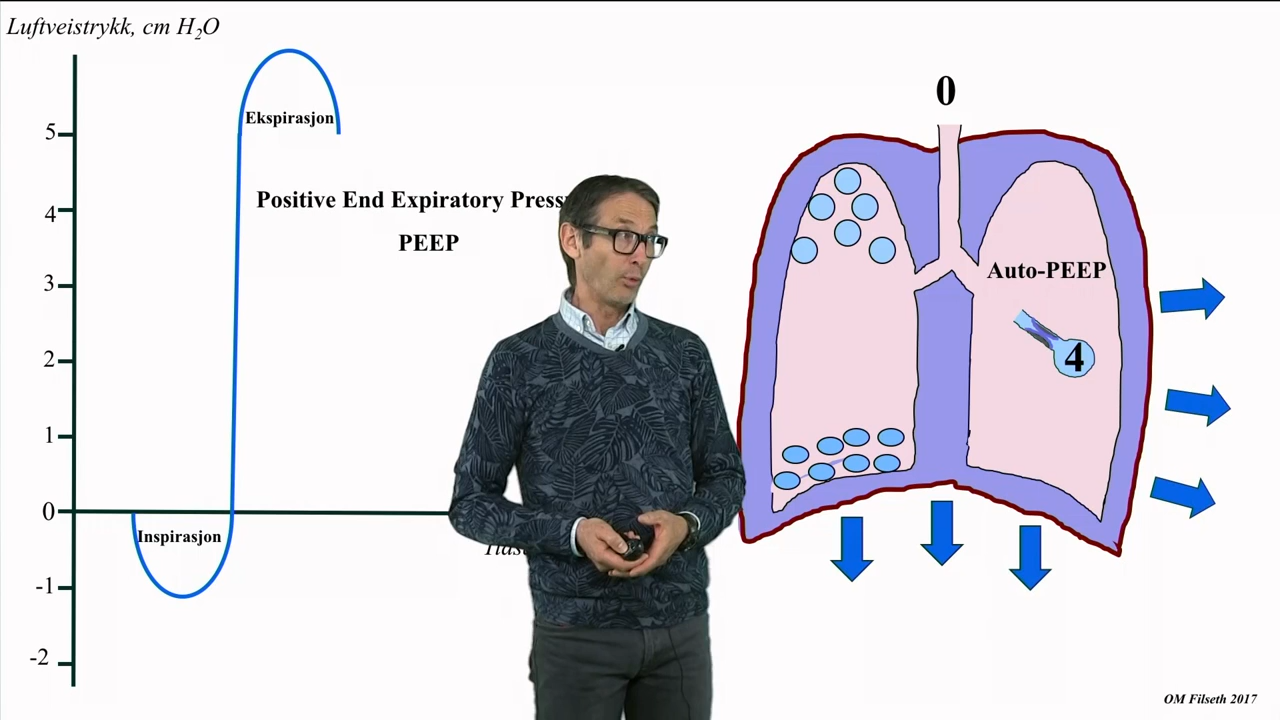 Luftveistrykk, cm H₂O
0
Ekspirasjon
5
4
3
2
1
0
-1
-2
Positive End Expiratory
PEEP
Auto-PEEP
4
Inspirasjon
OM Filseth 2017